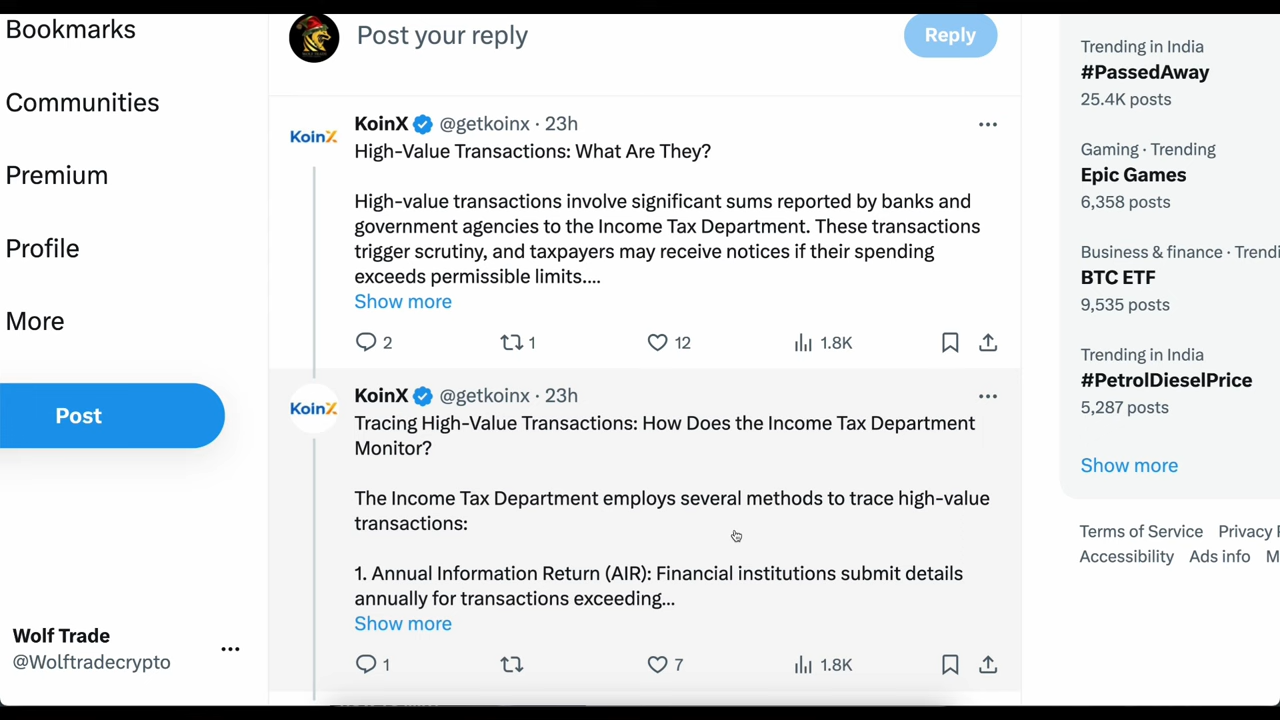 Bookmarks
Communities
Premium
Profile
More
Post
Wolf Trade
@Wolftradecrypto
Post your reply
Reply
KoinX
KoinX @getkoinx · 23h
High-Value Transactions: What Are They?
High-value transactions involve significant sums reported by banks and
government agencies to the Income Tax Department. These transactions
trigger scrutiny, and taxpayers may receive notices if their spending
exceeds permissible limits....
Show more
2 1 12 1.8K
KoinX
KoinX @getkoinx · 23h
Tracing High-Value Transactions: How Does the Income Tax Department
Monitor?
The Income Tax Department employs several methods to trace high-value
transactions:
1. Annual Information Return (AIR): Financial institutions submit details
annually for transactions exceeding...
Show more
1 7 1.8K
Trending in India
#PassedAway
25.4K posts
Gaming · Trending
Epic Games
6,358 posts
Business & finance · Trendi
BTC ETF
9,535 posts
Trending in India
#PetrolDieselPrice
5,287 posts
Show more
Terms of Service Privacy
Accessibility Ads info